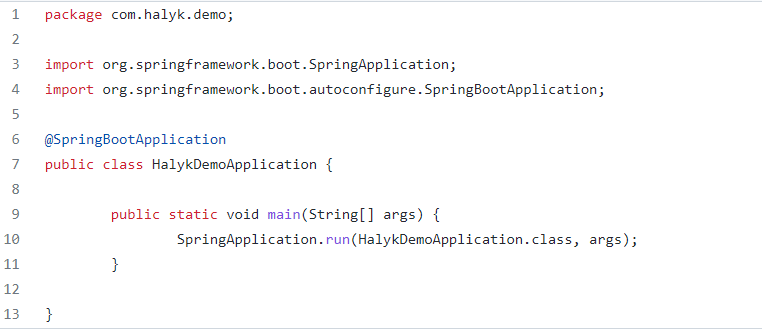 1 package com.halyk.demo;
2
3 import org.springframework.boot.SpringApplication;
4 import org.springframework.boot.autoconfigure.SpringBootApplication;
5
6 @SpringBootApplication
7 public class HalykDemoApplication {
8
9 public static void main(String[] args) {
10 SpringApplication.run(HalykDemoApplication.class, args);
11 }
12
13 }